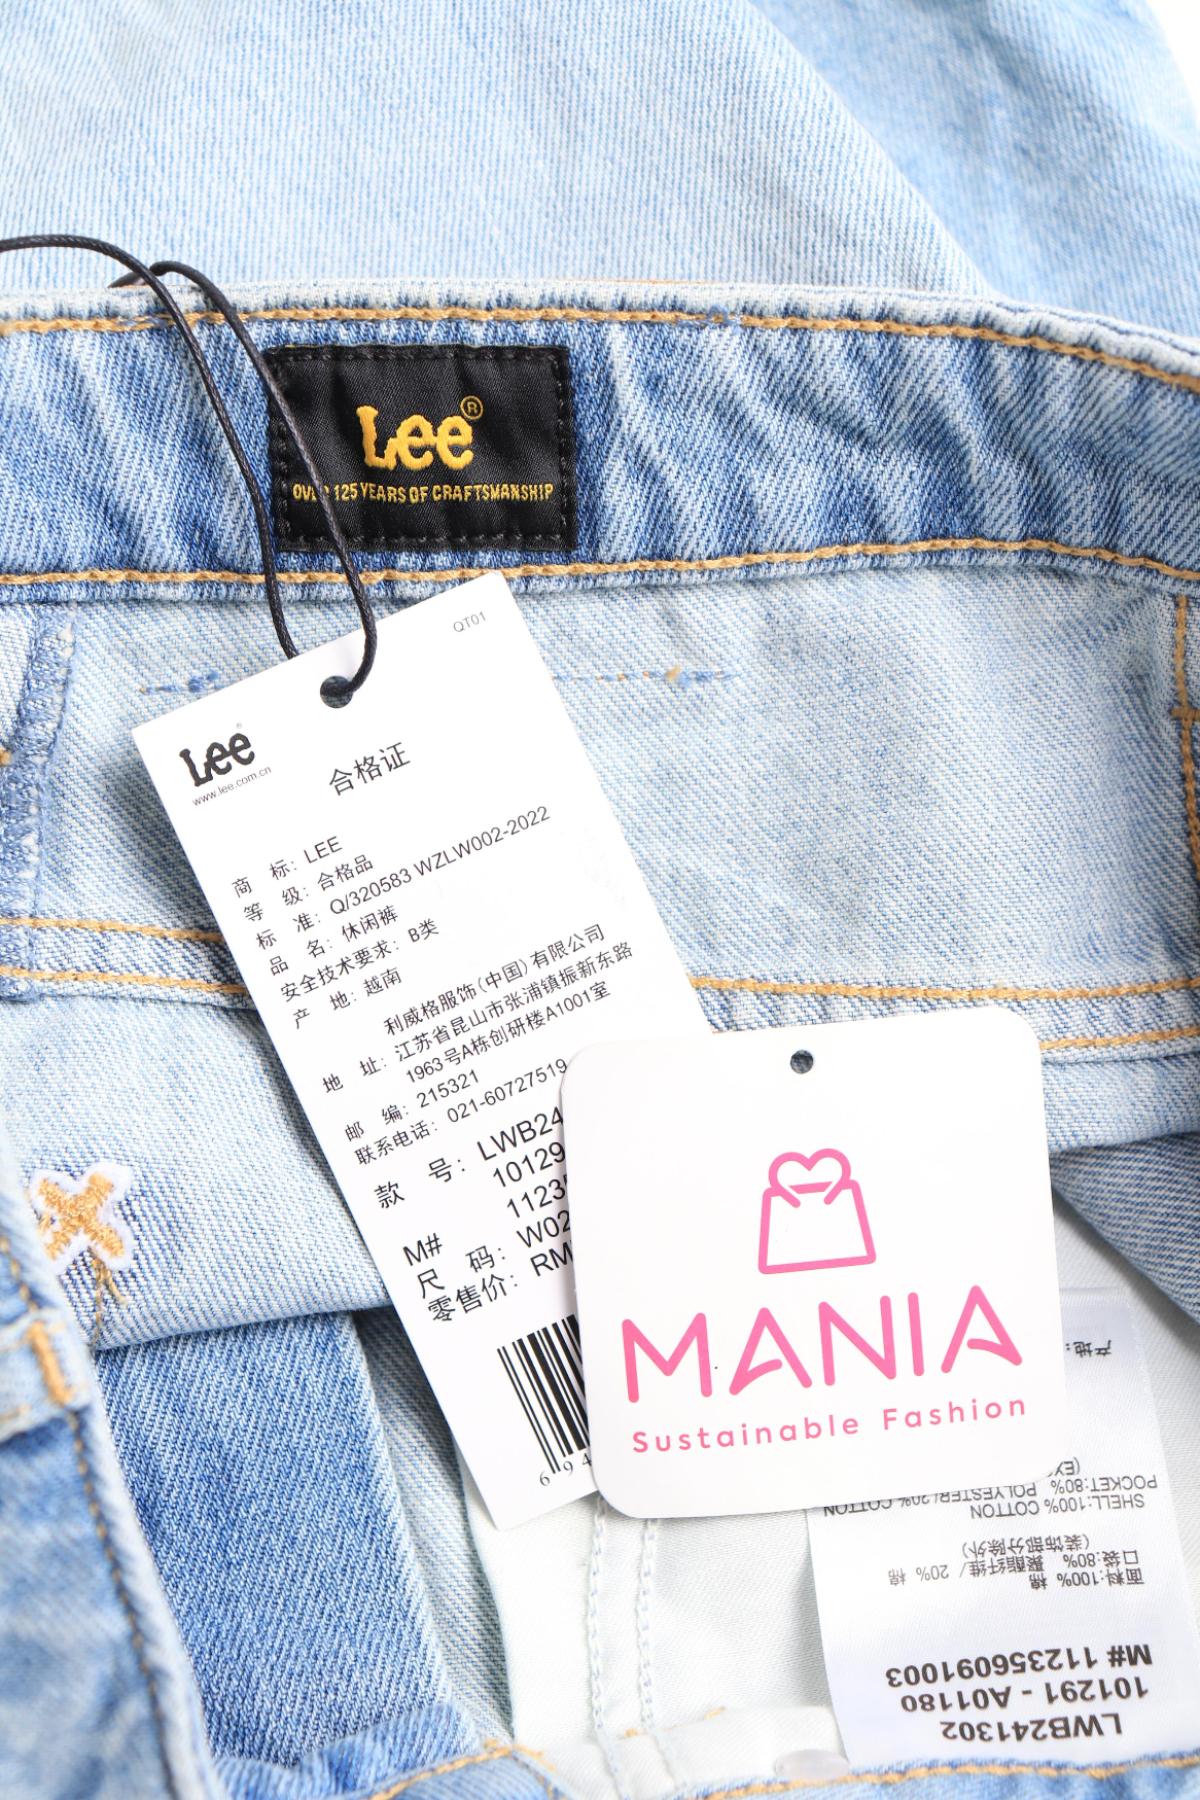 Lee®
OVER 125 YEARS OF CRAFTSMANSHIP
QT01
Lee®
www.lee.com.cn
合格证
商 标: LEE
等 级: 合格品
标 准: Q/320583 WZLW002-2022
品 名: 休闲裤
安全技术要求: B类
产 地: 越南
利威格服饰(中国)有限公司
地 址: 江苏省昆山市张浦镇振新东路
1963号A栋创研楼A1001室
邮 编: 215321
联系电话: 021-60727519
款 号: LWB24
10129
M# 1123
尺 码: W02
零售价: RM
6 94
MANIA
Sustainable Fashion
LWB241302
101291 - A01180
M# 112356091003
面料:100% 棉
口袋:80% 聚酯纤维/ 20% 棉
(装饰部分除外)
SHELL:100% COTTON
POCKET:80% POLYESTER/ 20% COTTON
产地: